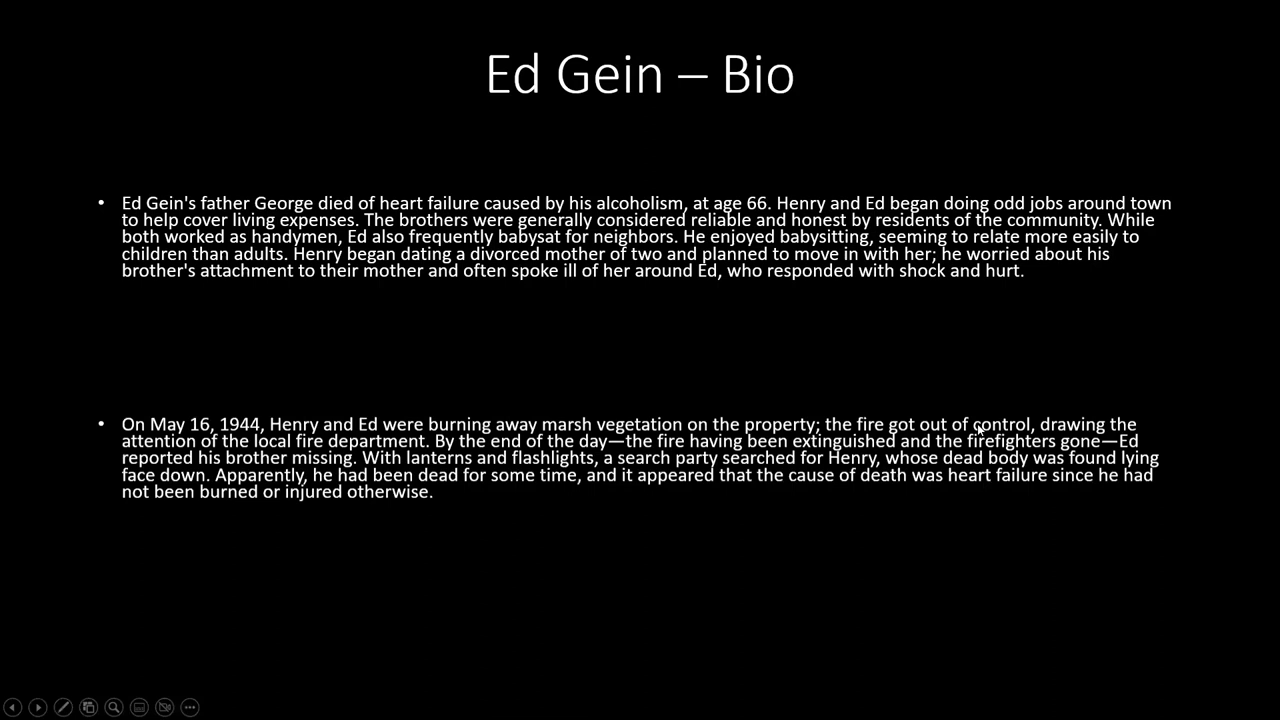 Ed Gein – Bio
• Ed Gein's father George died of heart failure caused by his alcoholism, at age 66. Henry and Ed began doing odd jobs around town
to help cover living expenses. The brothers were generally considered reliable and honest by residents of the community. While
both worked as handymen, Ed also frequently babysat for neighbors. He enjoyed babysitting, seeming to relate more easily to
children than adults. Henry began dating a divorced mother of two and planned to move in with her; he worried about his
brother's attachment to their mother and often spoke ill of her around Ed, who responded with shock and hurt.
• On May 16, 1944, Henry and Ed were burning away marsh vegetation on the property; the fire got out of control, drawing the
attention of the local fire department. By the end of the day—the fire having been extinguished and the firefighters gone—Ed
reported his brother missing. With lanterns and flashlights, a search party searched for Henry, whose dead body was found lying
face down. Apparently, he had been dead for some time, and it appeared that the cause of death was heart failure since he had
not been burned or injured otherwise.